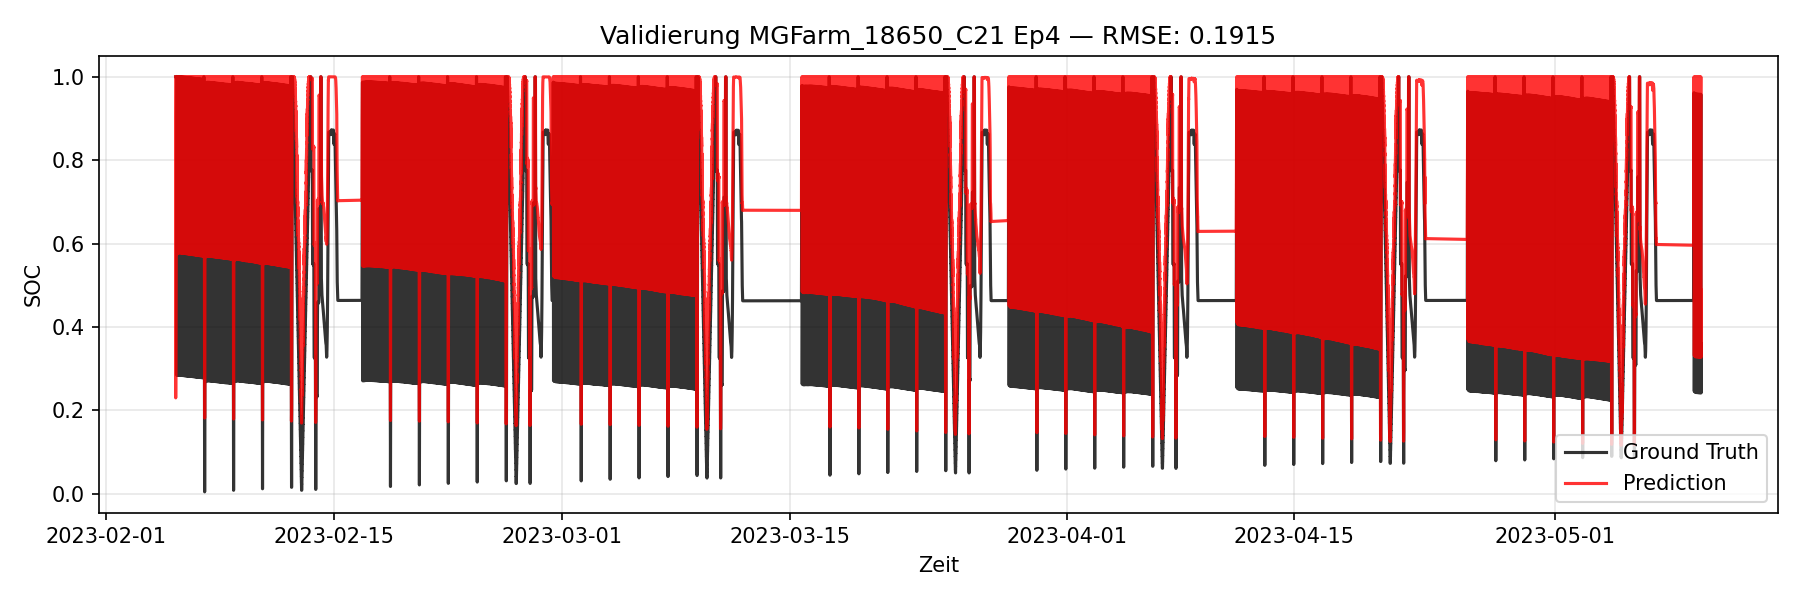 Validierung MGFarm_18650_C21 Ep4 — RMSE: 0.1915
SOC
1.0
0.8
0.6
0.4
0.2
0.0
Ground Truth
Prediction
2023-02-01 2023-02-15 2023-03-01 2023-03-15 2023-04-01 2023-04-15 2023-05-01
Zeit